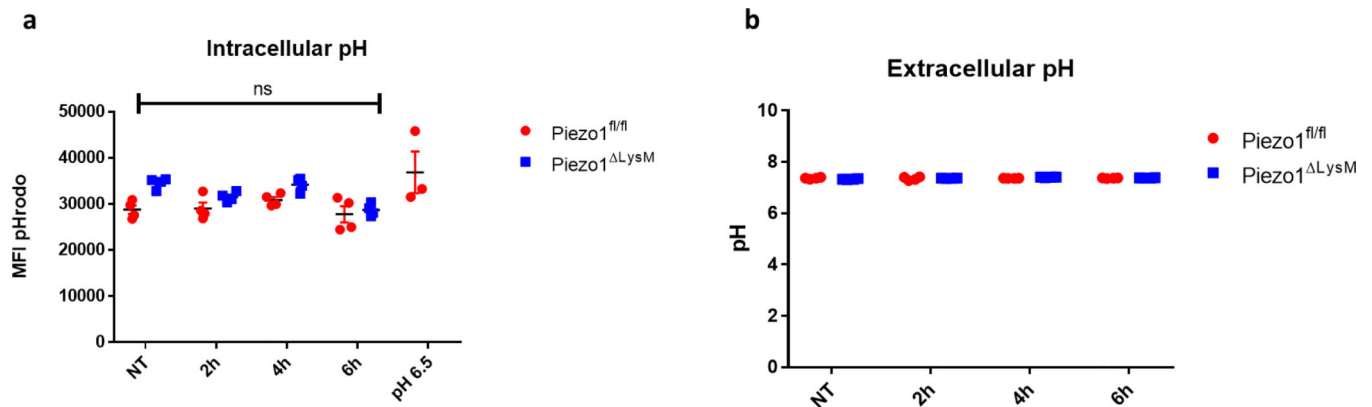 a
Intracellular pH
ns
50000
40000
30000
20000
10000
0
MFI pHrodo
NT
2h
4h
6h
pH 6.5
Piezo1fl/fl
Piezo1ΔLysM
b
Extracellular pH
10
8
6
4
2
0
pH
NT
2h
4h
6h
Piezo1fl/fl
Piezo1ΔLysM